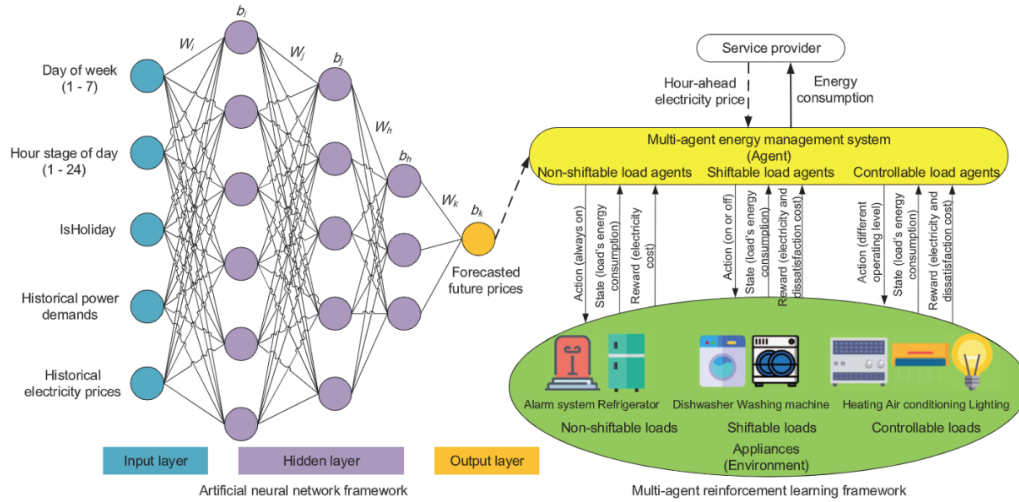 b_i
W_i
W_j
b_j
Day of week
(1 - 7)
W_h
Hour stage of day
(1 - 24)
b_h
W_k
b_k
IsHoliday
Forecasted
future prices
Historical power
demands
Historical
electricity prices
Input layer
Hidden layer
Output layer
Artificial neural network framework
Service provider
Hour-ahead
electricity price
Energy
consumption
Multi-agent energy management system
(Agent)
Non-shiftable load agents
Shiftable load agents
Controllable load agents
Action (always on)
State (load's energy
consumption)
Reward (electricity
cost)
Action (on or off)
State (load's energy
consumption)
Reward (electricity and
dissatisfaction cost)
Action (different
operating level)
State (load's energy
consumption)
Reward (electricity and
dissatisfaction cost)
Alarm system Refrigerator
Dishwasher Washing machine
Heating Air conditioning Lighting
Non-shiftable loads
Shiftable loads
Controllable loads
Appliances
(Environment)
Multi-agent reinforcement learning framework